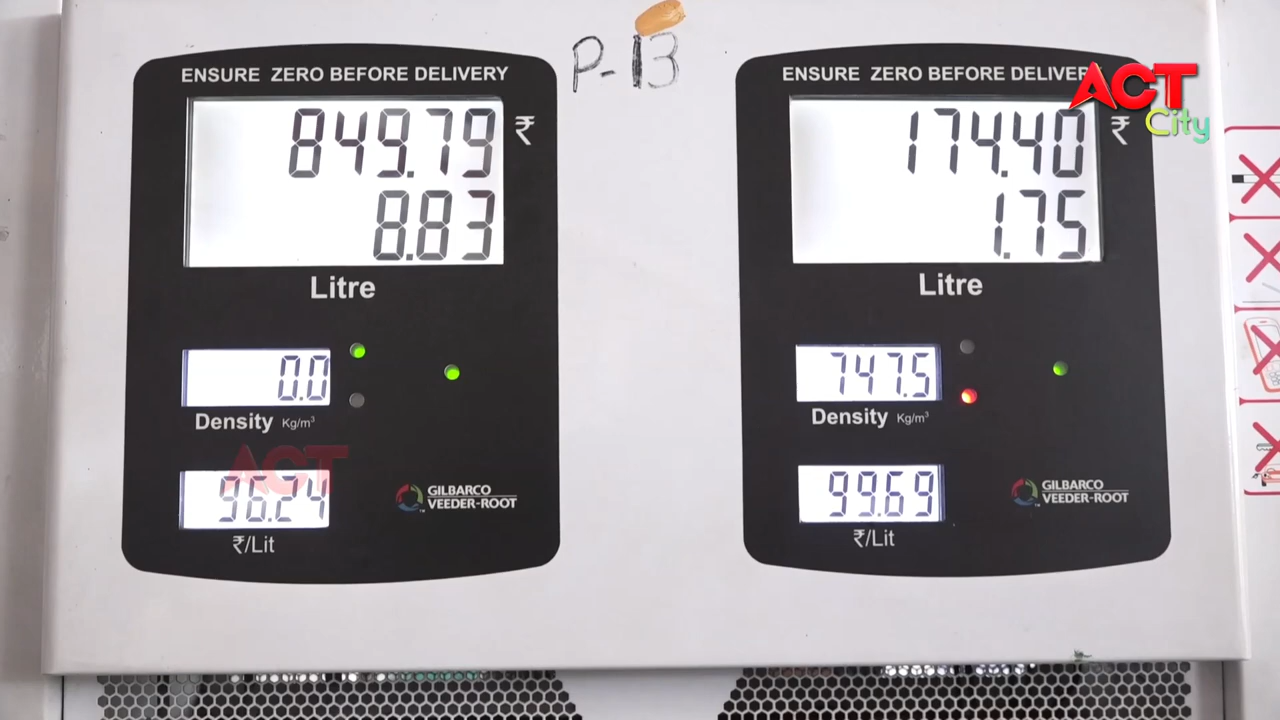 P-13
ENSURE ZERO BEFORE DELIVERY
849.79 ₹
8.83
Litre
0.0
Density Kg/m³
ACT
96.24
₹/Lit
GILBARCO
VEEDER-ROOT
ENSURE ZERO BEFORE DELIVERY
174.40 ₹
1.75
Litre
747.5
Density Kg/m³
99.69
₹/Lit
GILBARCO
VEEDER-ROOT
ACT
City